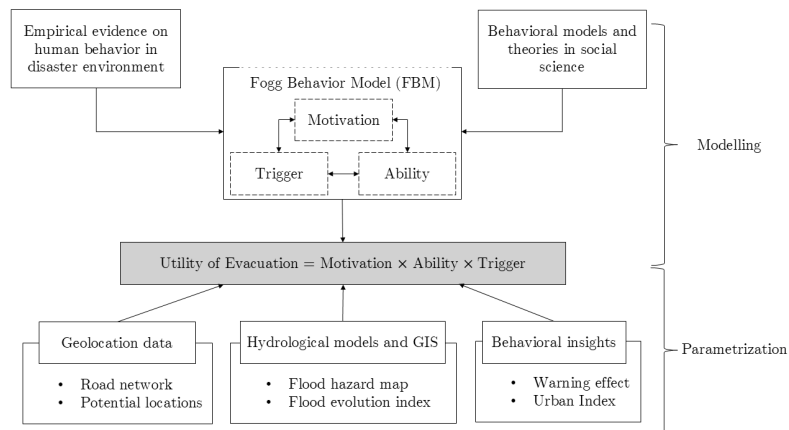 Empirical evidence on
human behavior in
disaster environment
Behavioral models and
theories in social
science
Fogg Behavior Model (FBM)
Motivation
Trigger
Ability
Modelling
Utility of Evacuation = Motivation × Ability × Trigger
Geolocation data
• Road network
• Potential locations
Hydrological models and GIS
• Flood hazard map
• Flood evolution index
Behavioral insights
• Warning effect
• Urban Index
Parametrization